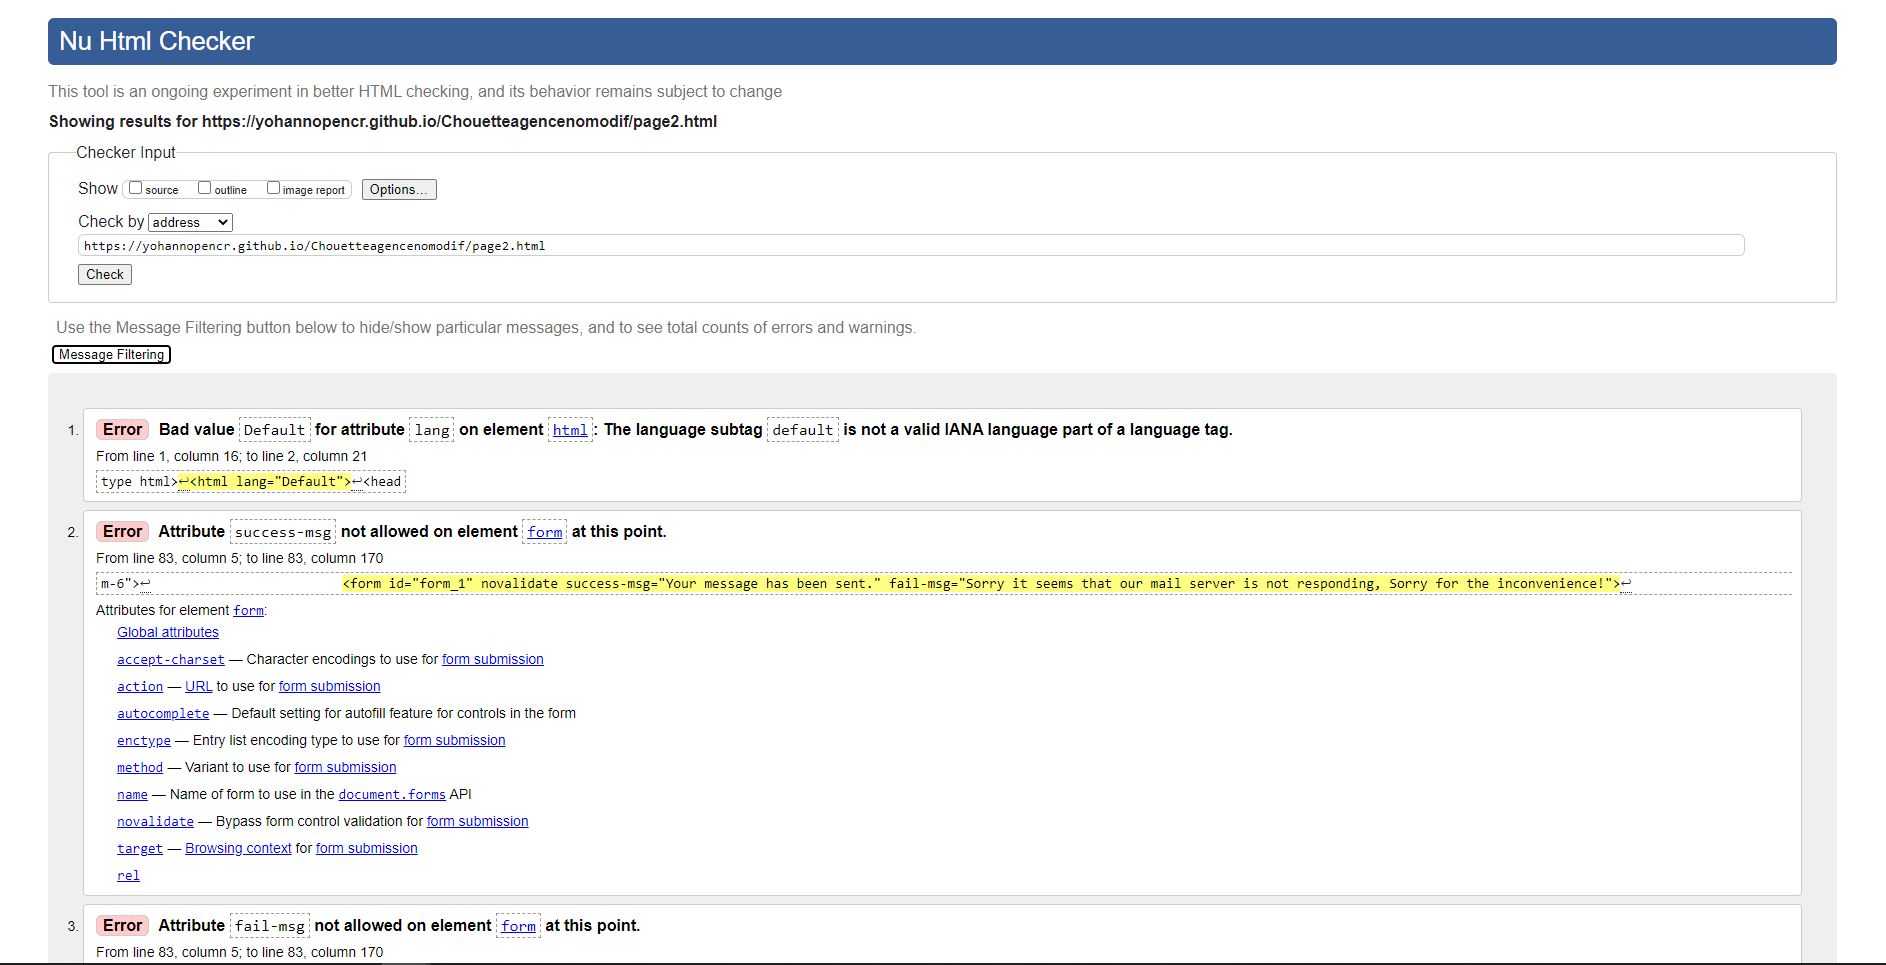 Nu Html Checker
This tool is an ongoing experiment in better HTML checking, and its behavior remains subject to change
Showing results for https://yohannopencr.github.io/Chouetteagencenomodif/page2.html
Checker Input
Show source outline image report Options...
Check by address
https://yohannopencr.github.io/Chouetteagencenomodif/page2.html
Check
Use the Message Filtering button below to hide/show particular messages, and to see total counts of errors and warnings.
Message Filtering
1. Error Bad value Default for attribute lang on element html: The language subtag default is not a valid IANA language part of a language tag.
From line 1, column 16; to line 2, column 21
type html>↩<html lang="Default">↩<head
2. Error Attribute success-msg not allowed on element form at this point.
From line 83, column 5; to line 83, column 170
m-6">↩ <form id="form_1" novalidate success-msg="Your message has been sent." fail-msg="Sorry it seems that our mail server is not responding, Sorry for the inconvenience!">↩
Attributes for element form:
Global attributes
accept-charset — Character encodings to use for form submission
action — URL to use for form submission
autocomplete — Default setting for autofill feature for controls in the form
enctype — Entry list encoding type to use for form submission
method — Variant to use for form submission
name — Name of form to use in the document.forms API
novalidate — Bypass form control validation for form submission
target — Browsing context for form submission
rel
3. Error Attribute fail-msg not allowed on element form at this point.
From line 83, column 5; to line 83, column 170